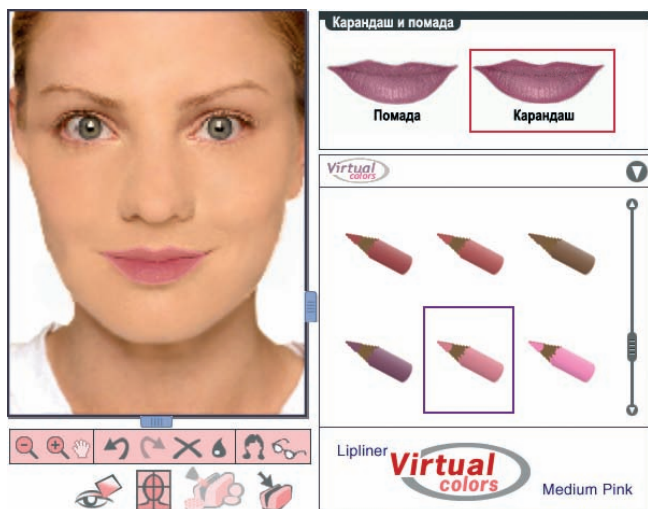 Карандаш и помада
Помада
Карандаш
Virtual
colors
Lipliner
Virtual
colors
Medium Pink